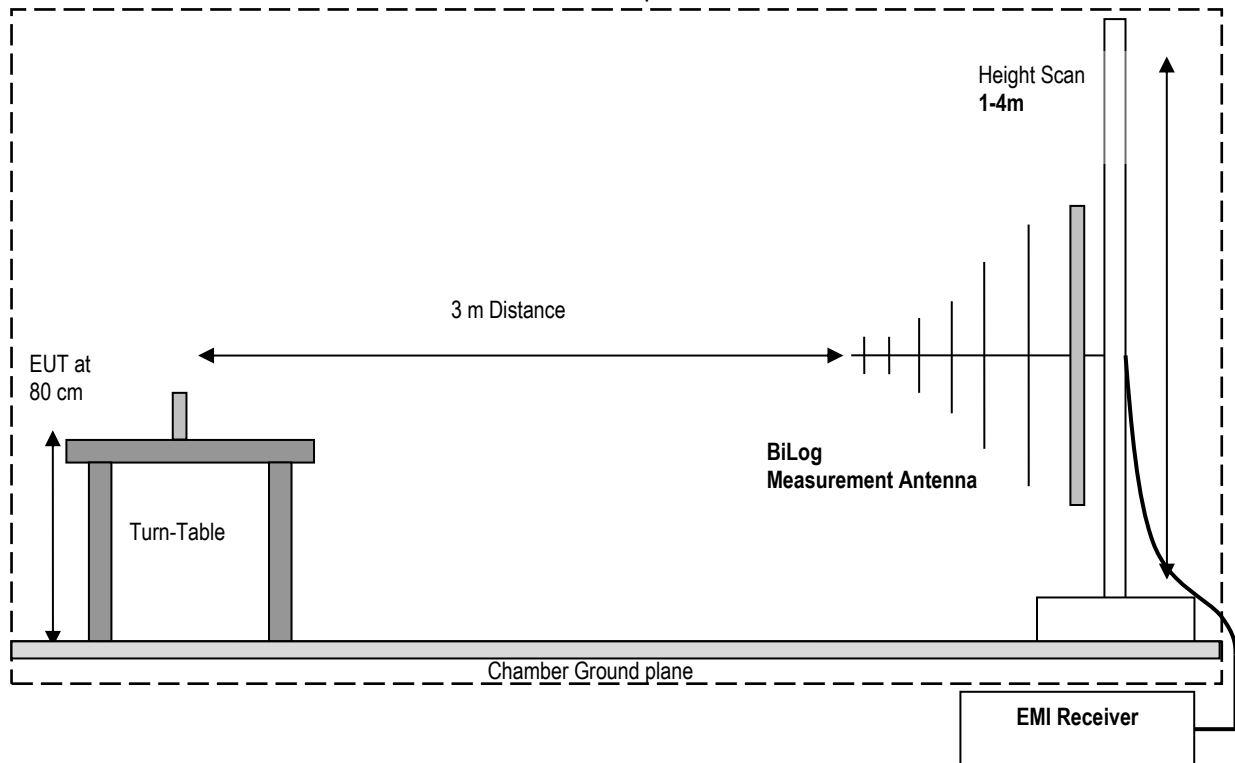 Height Scan
1-4m
3 m Distance
EUT at
80 cm
BiLog
Measurement Antenna
Turn-Table
Chamber Ground plane
EMI Receiver